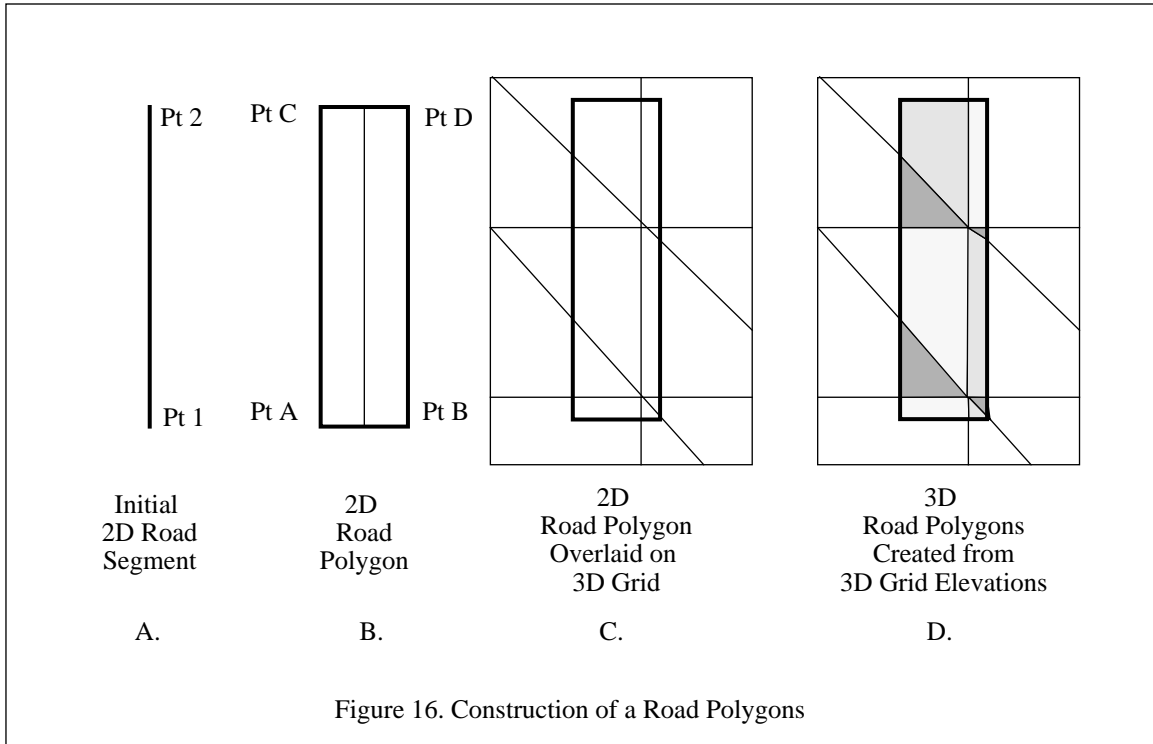 Pt 2
Pt 1
Pt C
Pt D
Pt A
Pt B
Initial
2D Road
Segment
A.
2D
Road
Polygon
B.
2D
Road Polygon
Overlaid on
3D Grid
C.
3D
Road Polygons
Created from
3D Grid Elevations
D.
Figure 16. Construction of a Road Polygons